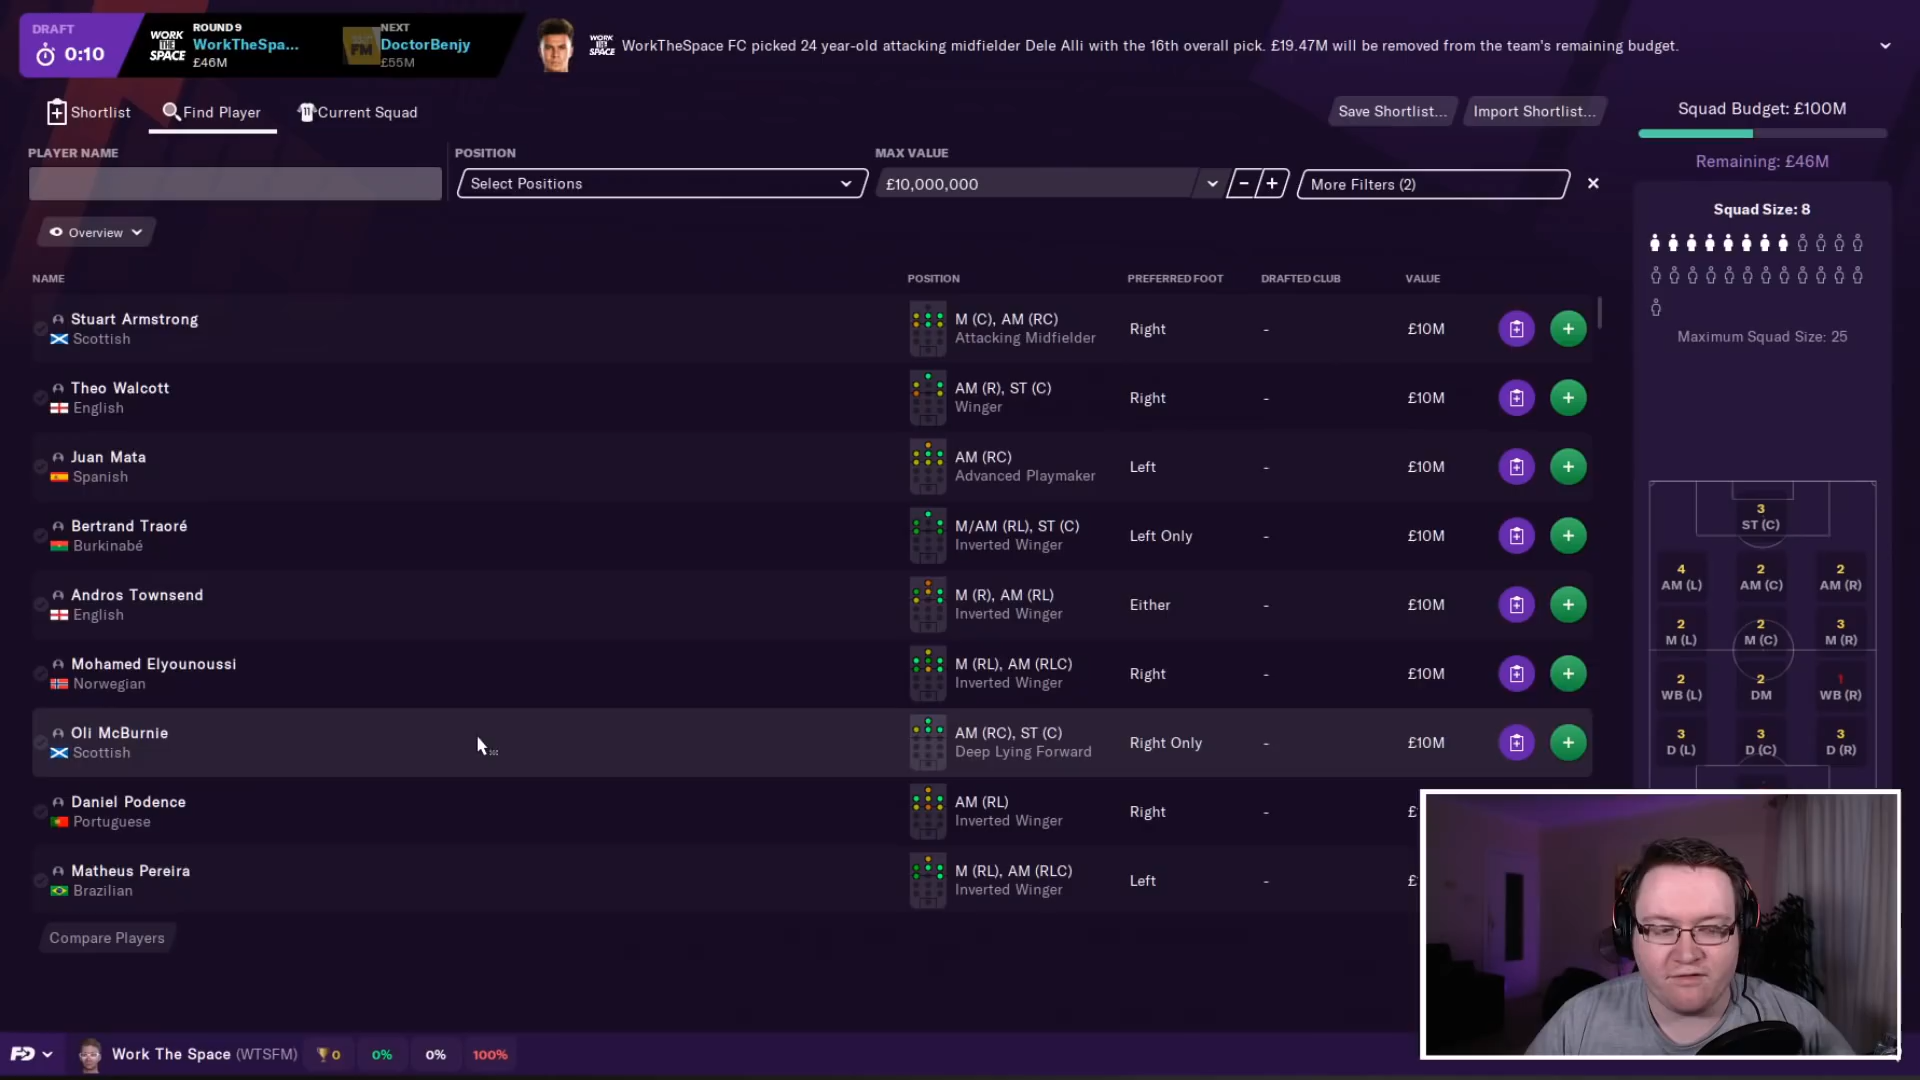 DRAFT
0:10
WORK THE SPACE
ROUND 9
WorkTheSpa...
£46M
FM
NEXT
DoctorBenjy
£55M
WORK THE SPACE
WorkTheSpace FC picked 24 year-old attacking midfielder Dele Alli with the 16th overall pick. £19.47M will be removed from the team's remaining budget.
Shortlist
Find Player
11
Current Squad
Save Shortlist...
Import Shortlist...
Squad Budget: £100M
Remaining: £46M
PLAYER NAME
POSITION
MAX VALUE
Select Positions
£10,000,000
More Filters (2)
Overview
Squad Size: 8
Maximum Squad Size: 25
NAME
POSITION
PREFERRED FOOT
DRAFTED CLUB
VALUE
Stuart Armstrong
Scottish
M (C), AM (RC)
Attacking Midfielder
Right
-
£10M
Theo Walcott
English
AM (R), ST (C)
Winger
Right
-
£10M
Juan Mata
Spanish
AM (RC)
Advanced Playmaker
Left
-
£10M
Bertrand Traoré
Burkinabé
M/AM (RL), ST (C)
Inverted Winger
Left Only
-
£10M
Andros Townsend
English
M (R), AM (RL)
Inverted Winger
Either
-
£10M
Mohamed Elyounoussi
Norwegian
M (RL), AM (RLC)
Inverted Winger
Right
-
£10M
Oli McBurnie
Scottish
AM (RC), ST (C)
Deep Lying Forward
Right Only
-
£10M
Daniel Podence
Portuguese
AM (RL)
Inverted Winger
Right
-
£
Matheus Pereira
Brazilian
M (RL), AM (RLC)
Inverted Winger
Left
-
£
3
ST (C)
4
AM (L)
2
AM (C)
2
AM (R)
2
M (L)
2
M (C)
3
M (R)
2
WB (L)
2
DM
1
WB (R)
3
D (L)
3
D (C)
3
D (R)
Compare Players
FD
Work The Space (WTSFM)
0
0%
0%
100%